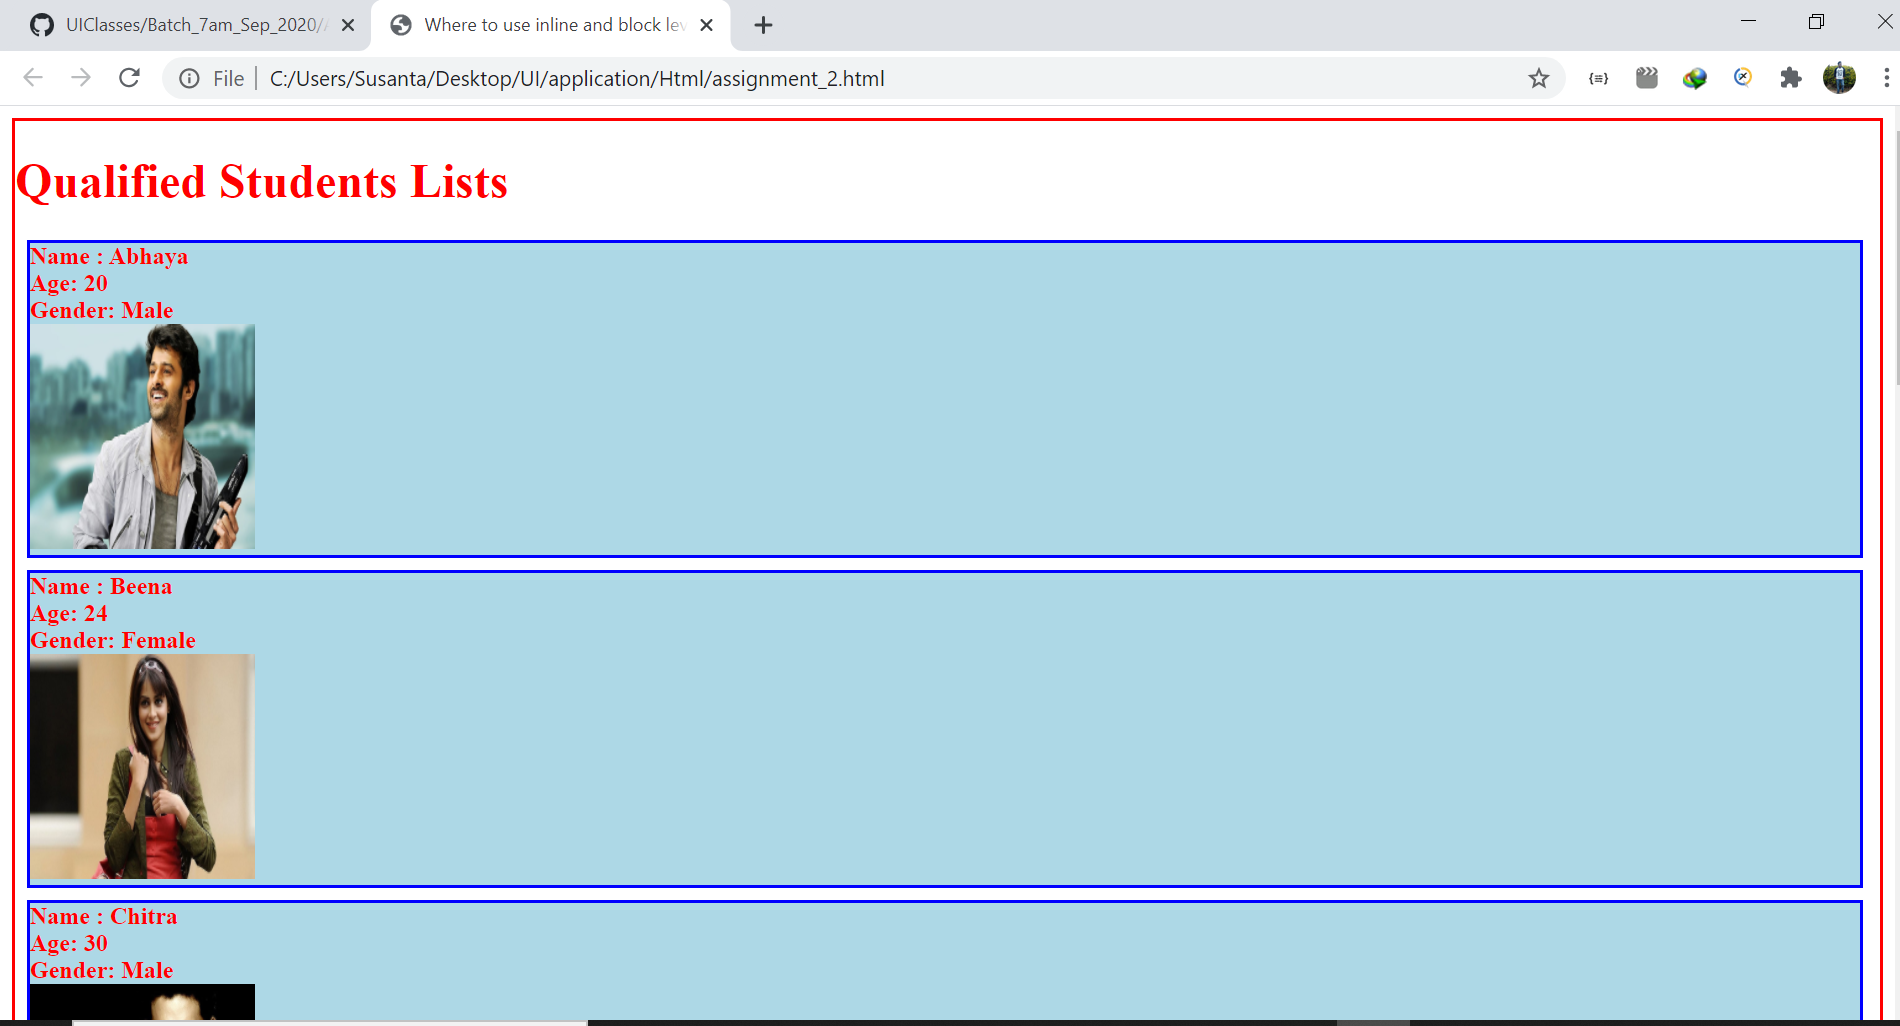 UIClasses/Batch_7am_Sep_2020/
Where to use inline and block lev
File
C:/Users/Susanta/Desktop/UI/application/Html/assignment_2.html
Qualified Students Lists
Name : Abhaya
Age: 20
Gender: Male
Name : Beena
Age: 24
Gender: Female
Name : Chitra
Age: 30
Gender: Male